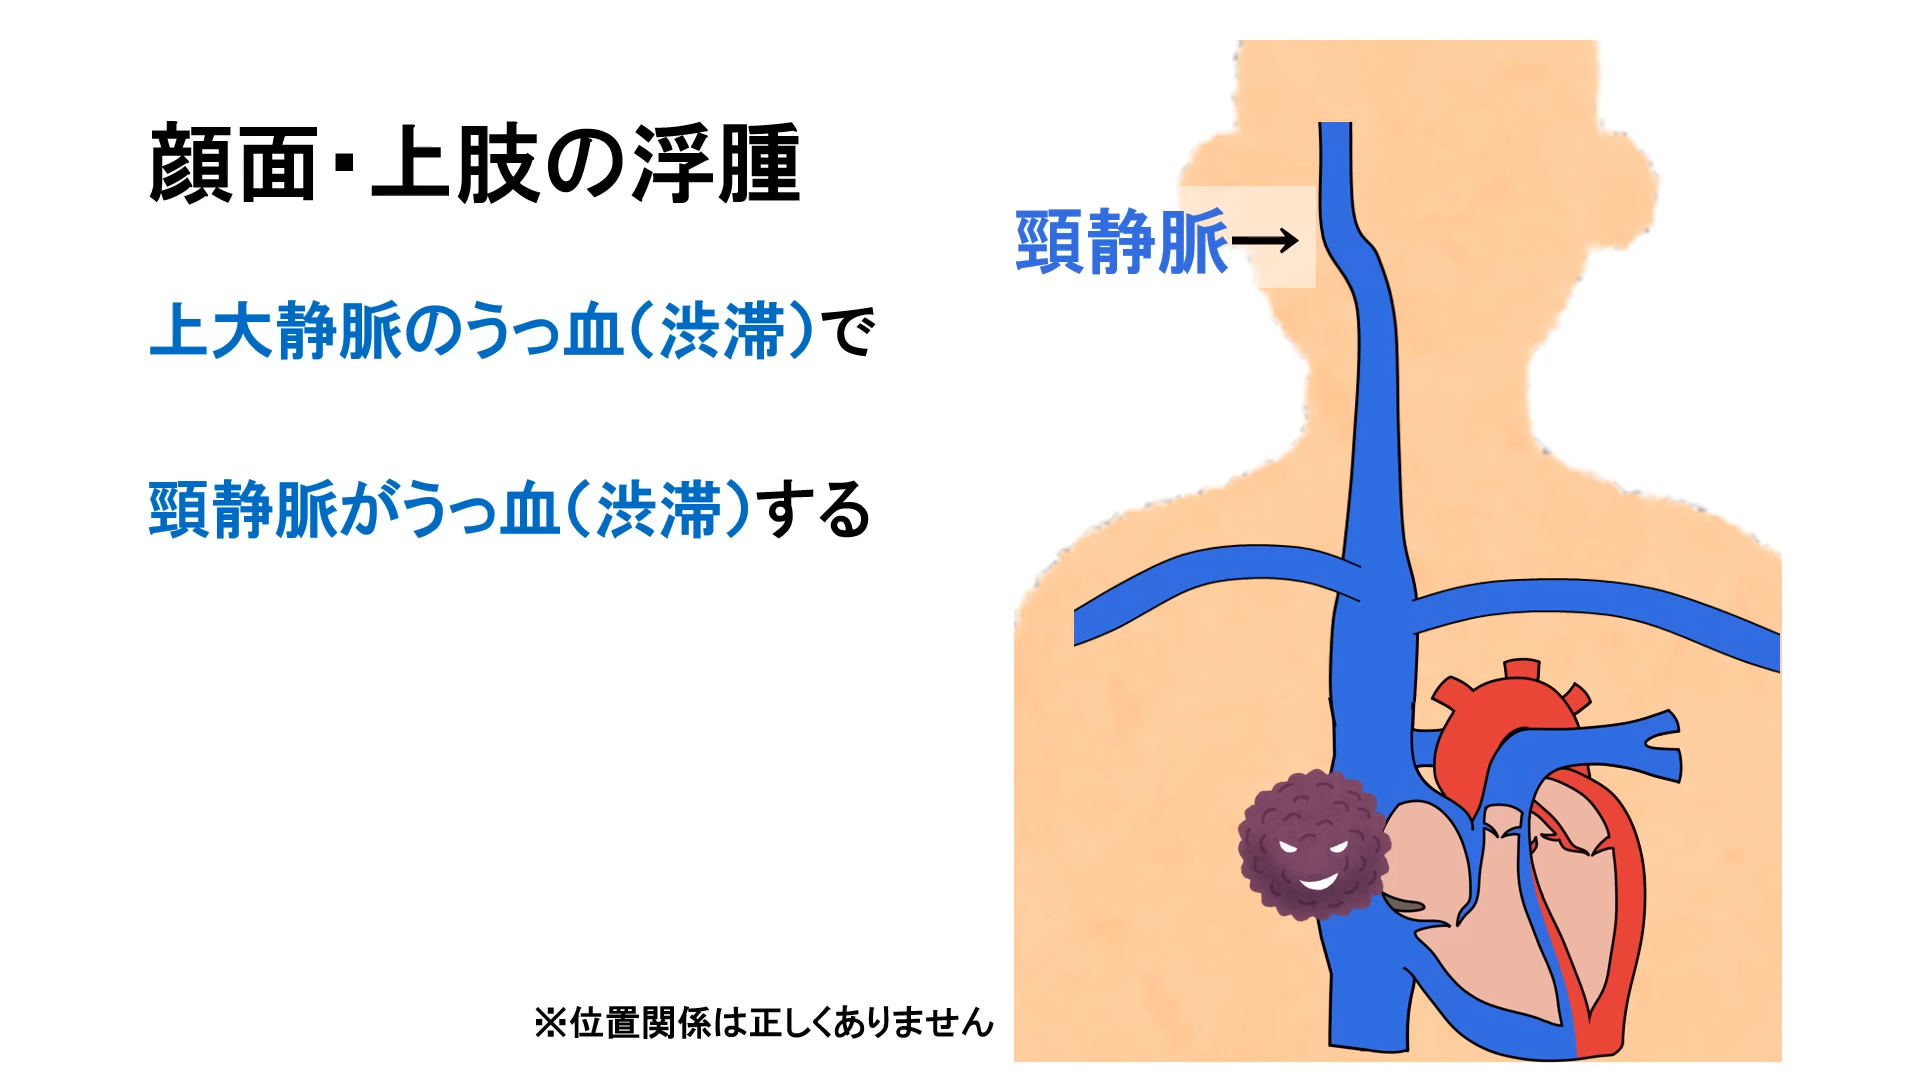 顔面・上肢の浮腫
上大静脈のうっ血（渋滞）で
頸静脈がうっ血（渋滞）する
頸静脈→
※位置関係は正しくありません